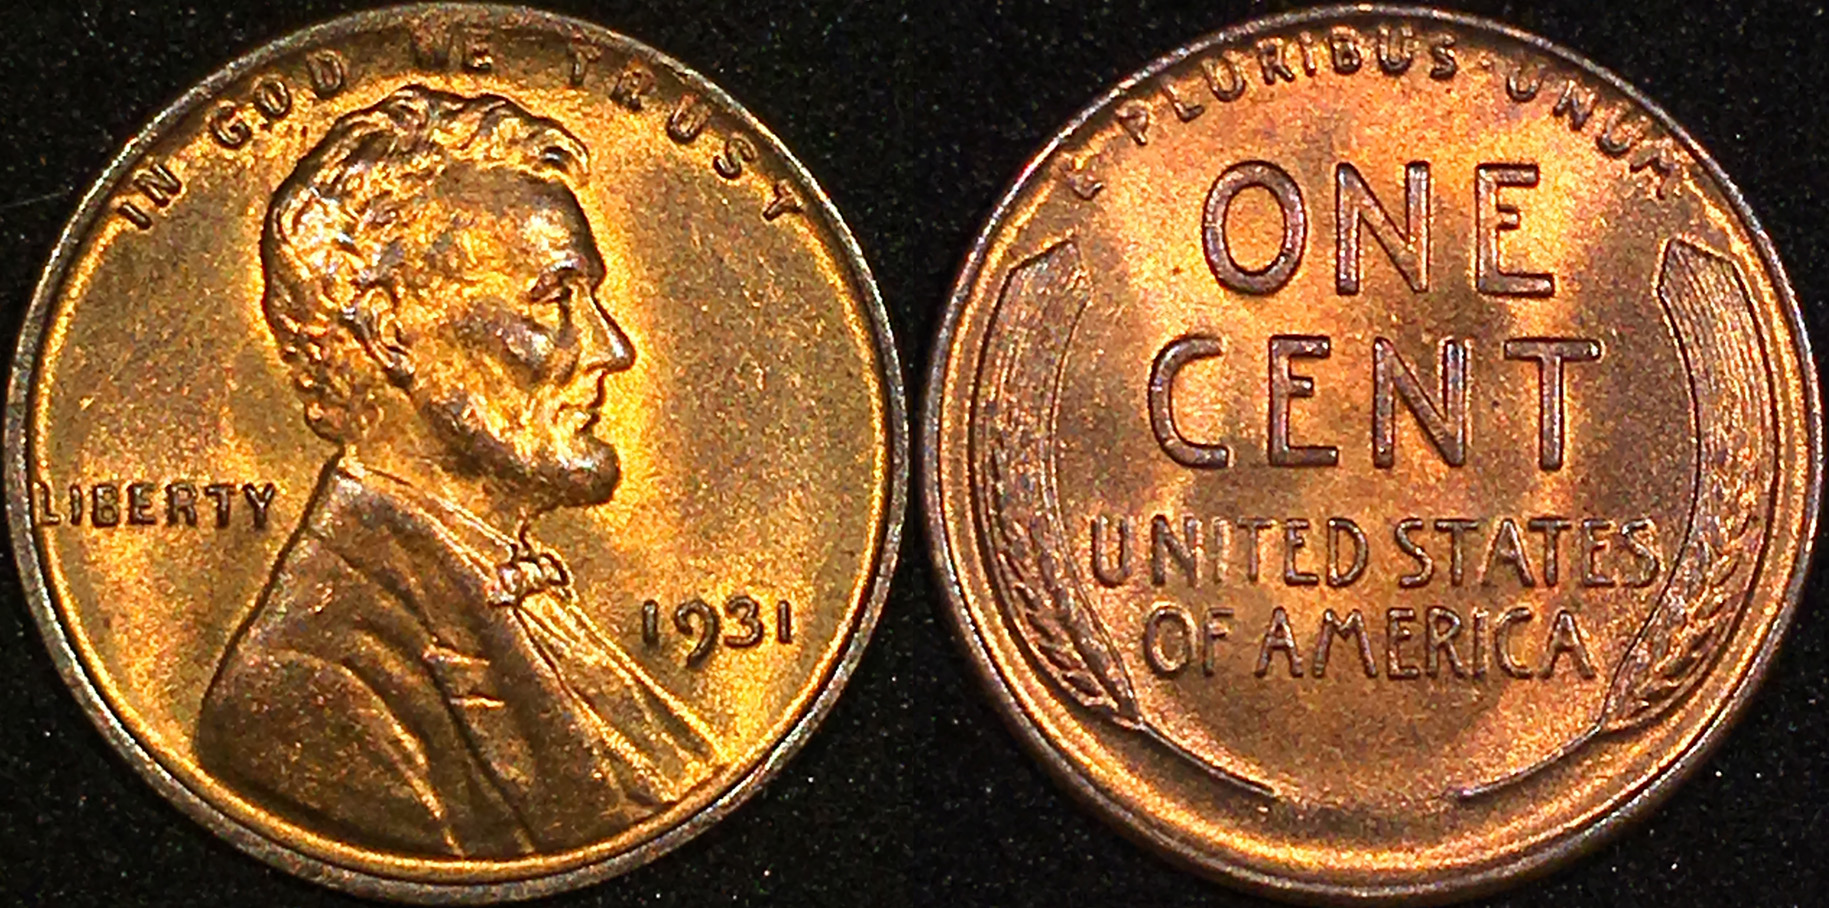 IN GOD WE TRUST
LIBERTY
1931
E PLURIBUS·UNUM
ONE
CENT
UNITED STATES
OF AMERICA